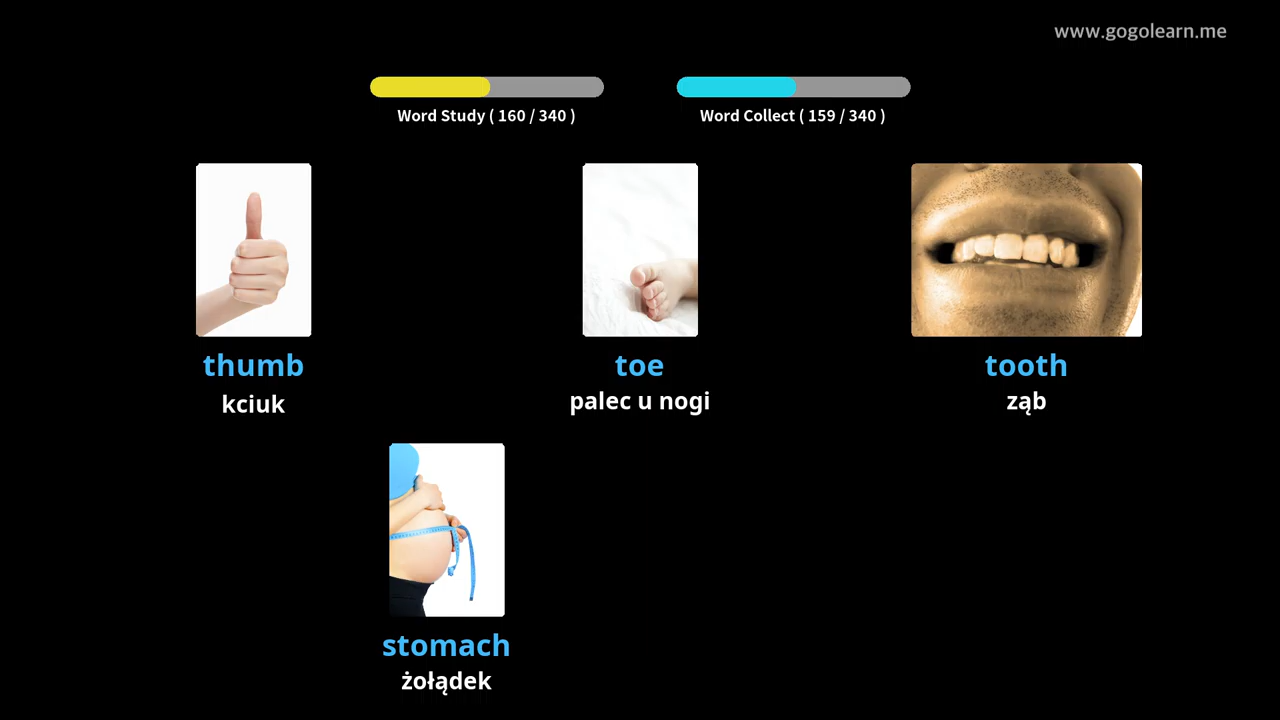 www.gogolearn.me
Word Study ( 160 / 340 )
Word Collect ( 159 / 340 )
thumb
kciuk
toe
palec u nogi
tooth
ząb
stomach
żołądek